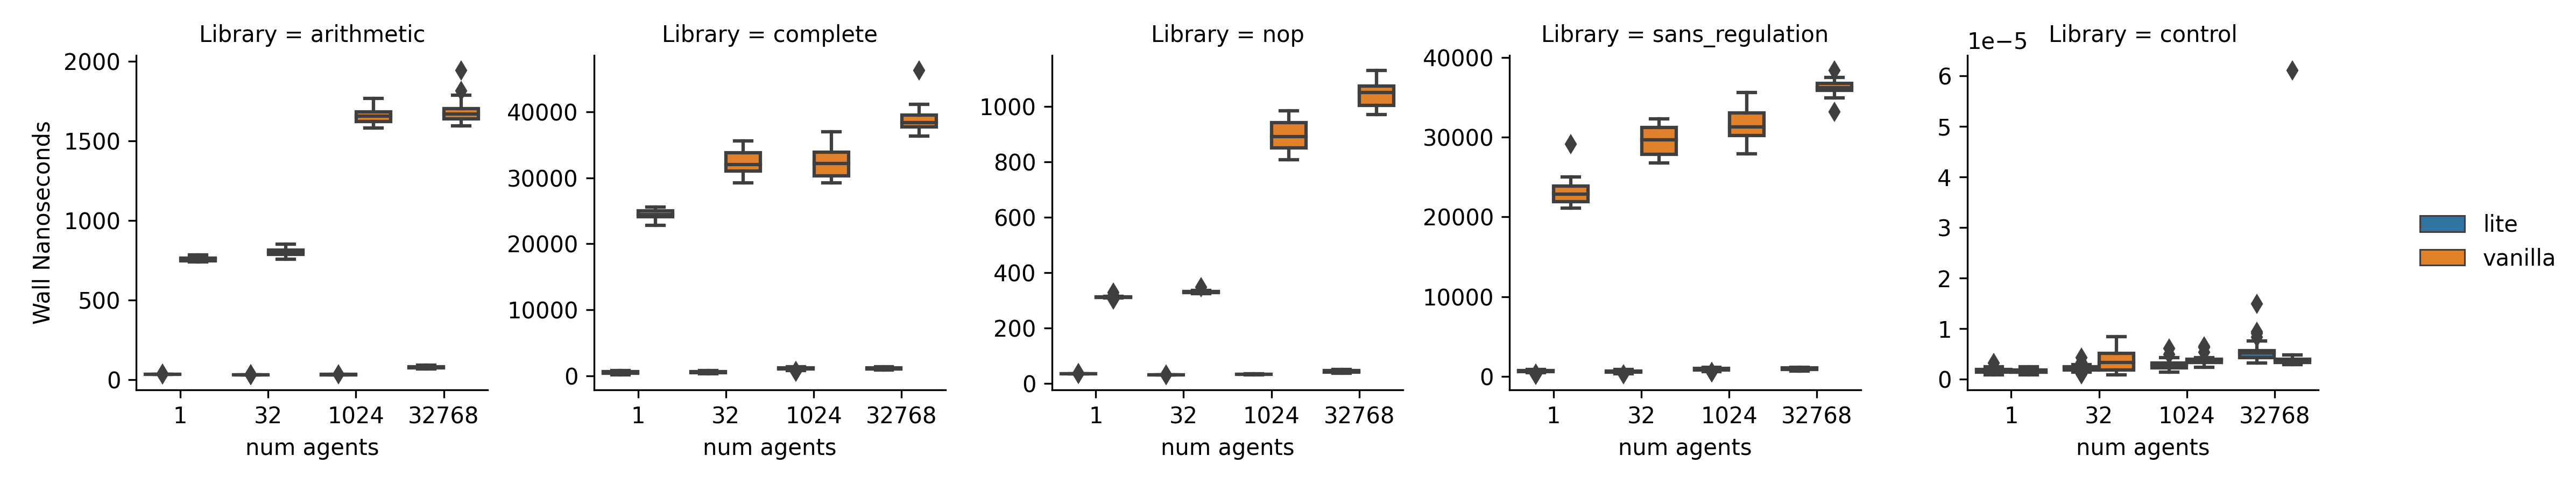 Library = arithmetic
Library = complete
Library = nop
Library = sans_regulation
Library = control
Wall Nanoseconds
2000
1500
1000
500
0
1 32 1024 32768
num agents
40000
30000
20000
10000
0
1 32 1024 32768
num agents
1000
800
600
400
200
0
1 32 1024 32768
num agents
40000
30000
20000
10000
0
1 32 1024 32768
num agents
1e−5
6
5
4
3
2
1
0
1 32 1024 32768
num agents
lite
vanilla